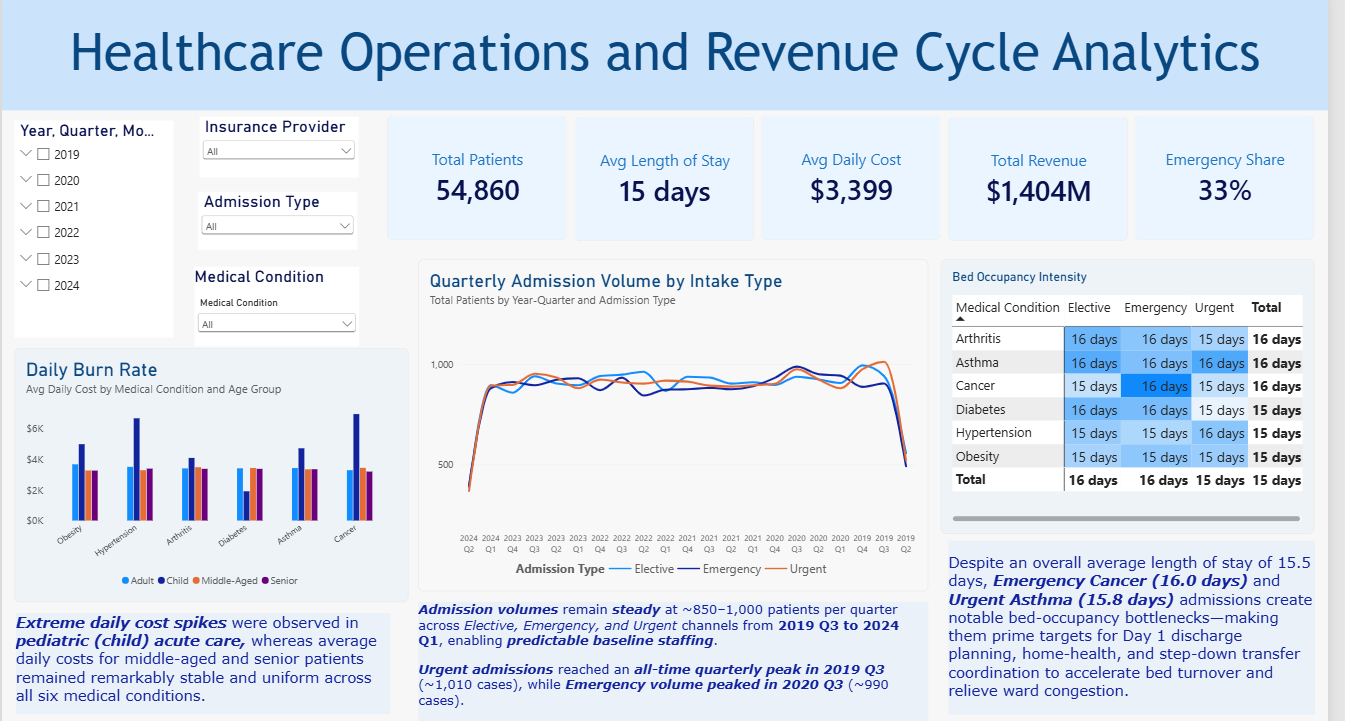 Healthcare Operations and Revenue Cycle Analytics
Year, Quarter, Mo...
2019
2020
2021
2022
2023
2024
Insurance Provider
All
Admission Type
All
Medical Condition
Medical Condition
All
Total Patients
54,860
Avg Length of Stay
15 days
Avg Daily Cost
$3,399
Total Revenue
$1,404M
Emergency Share
33%
Daily Burn Rate
Avg Daily Cost by Medical Condition and Age Group
$6K
$4K
$2K
$0K
Obesity Hypertension Arthritis Diabetes Asthma Cancer
Adult Child Middle-Aged Senior
Extreme daily cost spikes were observed in
pediatric (child) acute care, whereas average
daily costs for middle-aged and senior patients
remained remarkably stable and uniform across
all six medical conditions.
Quarterly Admission Volume by Intake Type
Total Patients by Year-Quarter and Admission Type
1,000
500
2024 2024 2023 2023 2023 2023 2022 2022 2022 2022 2021 2021 2021 2021 2020 2020 2020 2020 2019 2019 2019
Q2 Q1 Q4 Q3 Q2 Q1 Q4 Q3 Q2 Q1 Q4 Q3 Q2 Q1 Q4 Q3 Q2 Q1 Q4 Q3 Q2
Admission Type Elective Emergency Urgent
Admission volumes remain steady at ~850–1,000 patients per quarter
across Elective, Emergency, and Urgent channels from 2019 Q3 to 2024
Q1, enabling predictable baseline staffing.
Urgent admissions reached an all-time quarterly peak in 2019 Q3
(~1,010 cases), while Emergency volume peaked in 2020 Q3 (~990
cases).
Bed Occupancy Intensity
Medical Condition Elective Emergency Urgent Total
Arthritis 16 days 16 days 15 days 16 days
Asthma 16 days 16 days 16 days 16 days
Cancer 15 days 16 days 15 days 16 days
Diabetes 16 days 16 days 15 days 15 days
Hypertension 15 days 15 days 16 days 15 days
Obesity 15 days 15 days 15 days 15 days
Total 16 days 16 days 15 days 15 days
Despite an overall average length of stay of 15.5
days, Emergency Cancer (16.0 days) and
Urgent Asthma (15.8 days) admissions create
notable bed-occupancy bottlenecks—making
them prime targets for Day 1 discharge
planning, home-health, and step-down transfer
coordination to accelerate bed turnover and
relieve ward congestion.